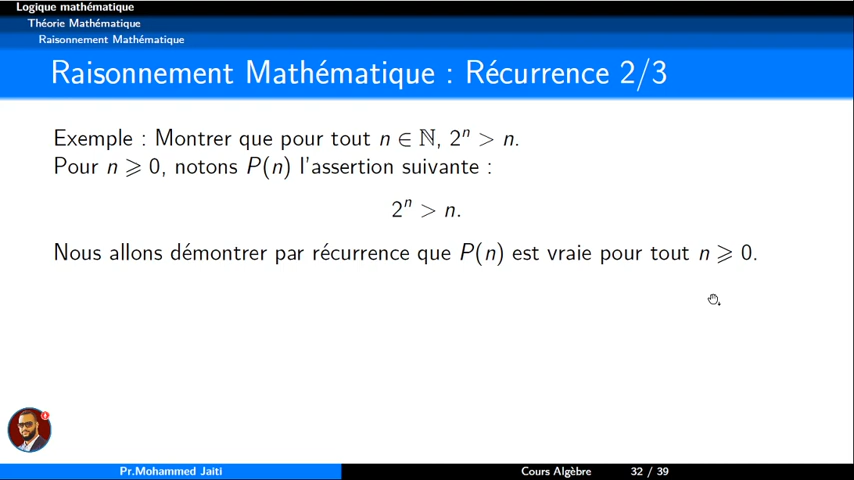 Logique mathématique
Théorie Mathématique
Raisonnement Mathématique
Raisonnement Mathématique : Récurrence 2/3
Exemple : Montrer que pour tout n ∈ ℕ, 2ⁿ > n.
Pour n ⩾ 0, notons P(n) l'assertion suivante :
2ⁿ > n.
Nous allons démontrer par récurrence que P(n) est vraie pour tout n ⩾ 0.
Pr.Mohammed Jaiti Cours Algèbre 32 / 39